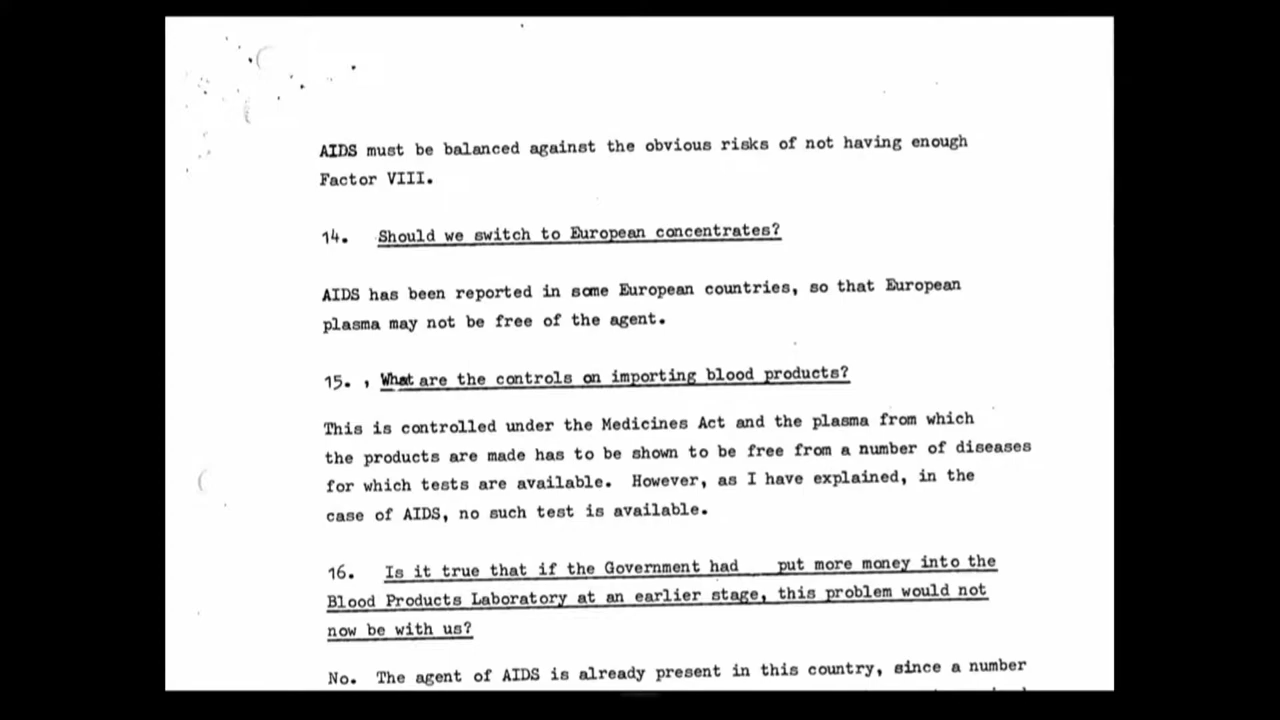 AIDS must be balanced against the obvious risks of not having enough
Factor VIII.
14. Should we switch to European concentrates?
AIDS has been reported in some European countries, so that European
plasma may not be free of the agent.
15. , What are the controls on importing blood products?
This is controlled under the Medicines Act and the plasma from which
the products are made has to be shown to be free from a number of diseases
for which tests are available. However, as I have explained, in the
case of AIDS, no such test is available.
16. Is it true that if the Government had put more money into the
Blood Products Laboratory at an earlier stage, this problem would not
now be with us?
No. The agent of AIDS is already present in this country, since a number